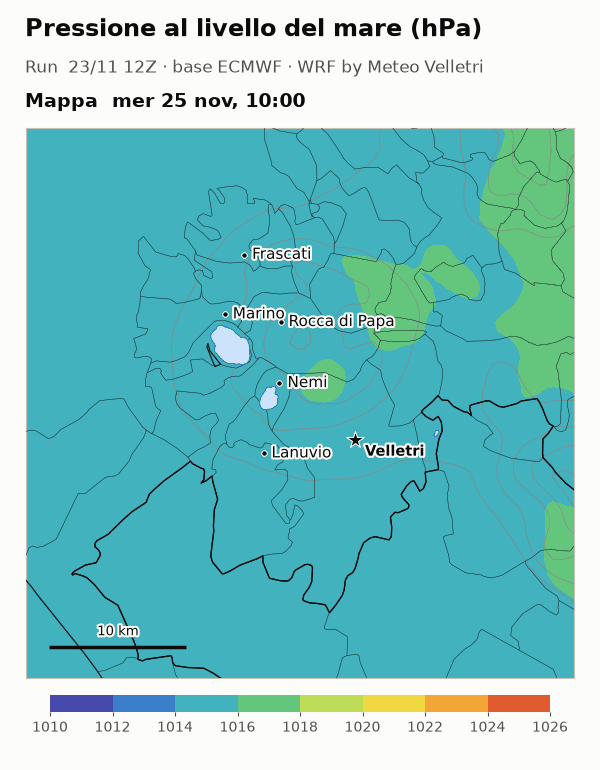 Pressione al livello del mare (hPa)
Run  23/11 12Z · base ECMWF · WRF by Meteo Velletri
Mappa  mer 25 nov, 10:00
Frascati
Marino
Rocca di Papa
Nemi
Velletri
Lanuvio
10 km
1010 1012 1014 1016 1018 1020 1022 1024 1026